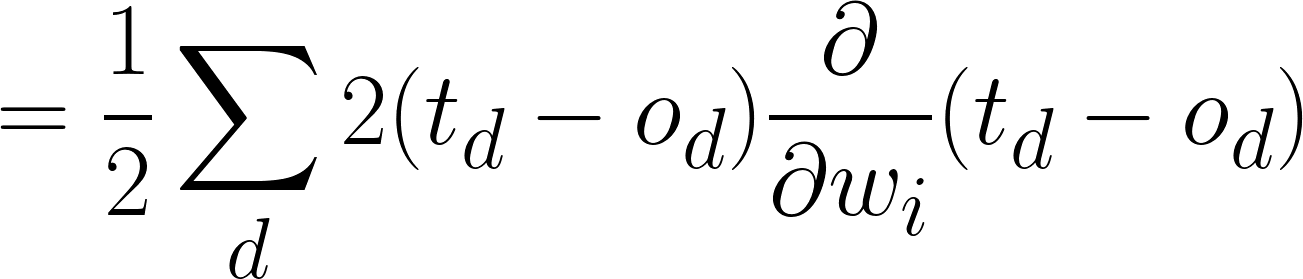 = \frac{1}{2} \sum_{d} 2(t_d - o_d) \frac{\partial}{\partial w_i} (t_d - o_d)